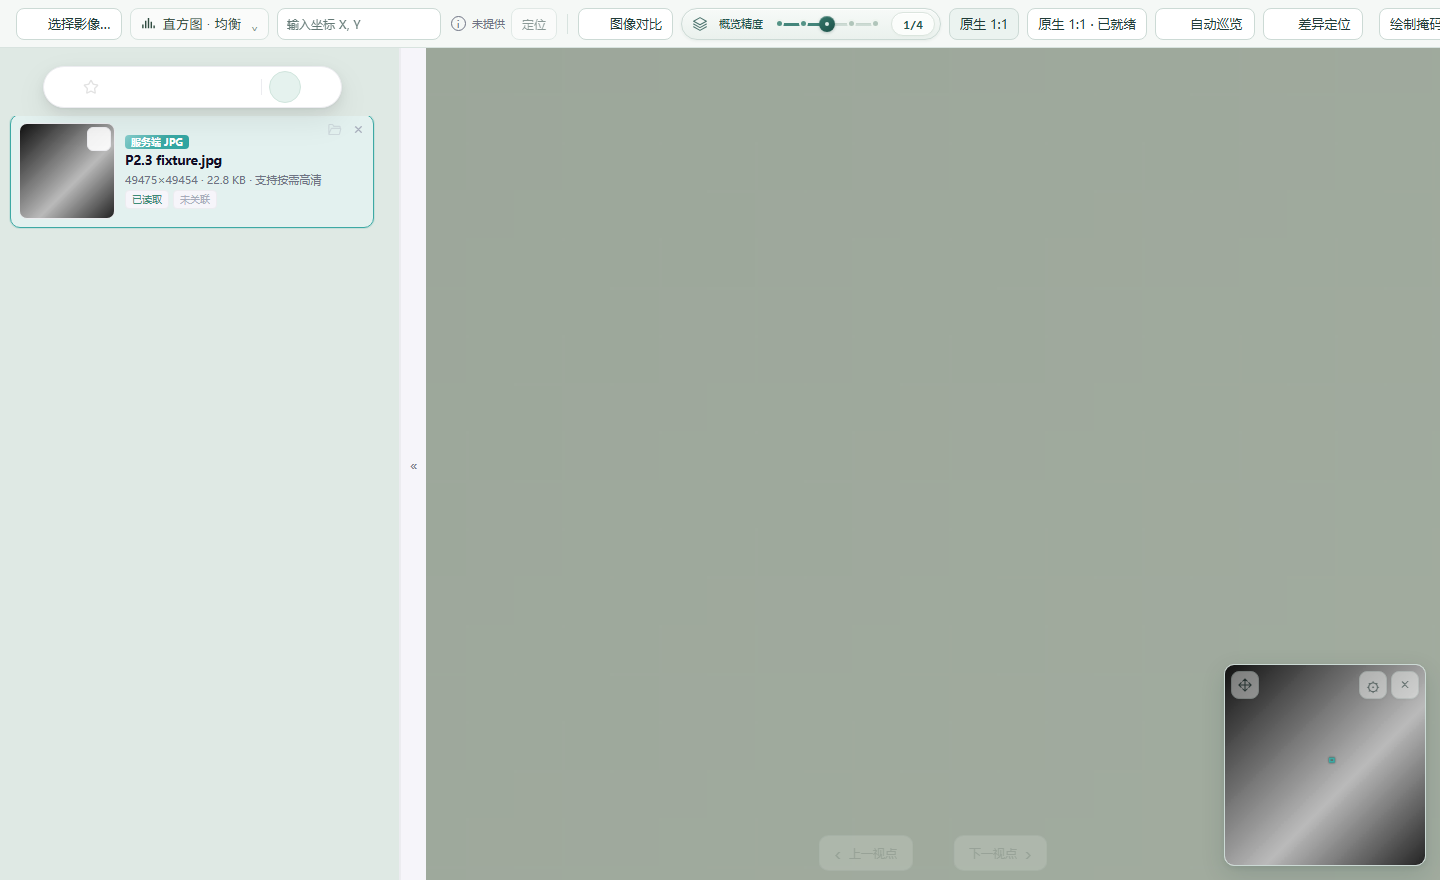 选择影像...
直方图 · 均衡
输入坐标 X, Y
未提供
定位
图像对比
概览精度
1/4
原生 1:1
原生 1:1 · 已就绪
自动巡览
差异定位
绘制掩码
服务端 JPG
P2.3 fixture.jpg
49475×49454 · 22.8 KB · 支持按需高清
已读取
未关联
«
‹ 上一视点
下一视点 ›